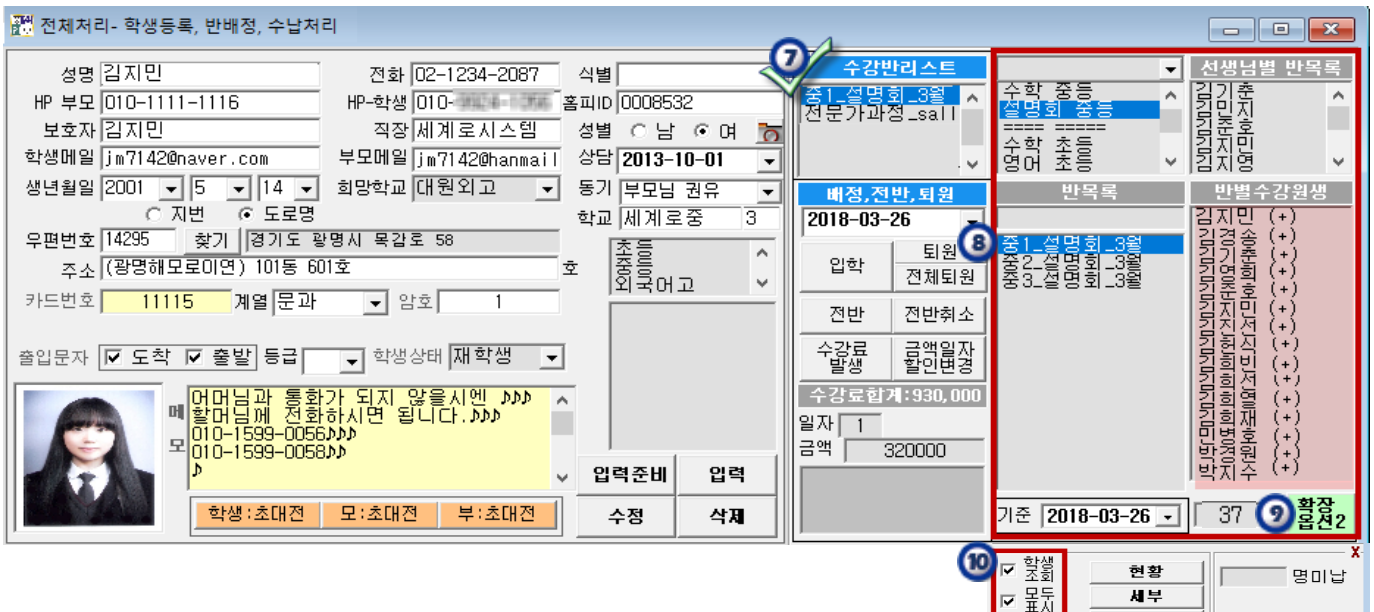 전체처리- 학생등록, 반배정, 수납처리
성명 김지민 전화 02-1234-2087 식별
HP 부모 010-1111-1116 HP-학생 010- 홈피ID 0008532
보호자 김지민 직장 세계로시스템 성별 남 여
학생메일 jm7142@naver.com 부모메일 jm7142@hanmail 상담 2013-10-01
생년월일 2001 5 14 희망학교 대원외고 동기 부모님 권유
지번 도로명 학교 세계로중 3
우편번호 14295 찾기 경기도 광명시 목감로 58
주소 (광명해모로이연) 101동 601호 호
초등
중등
외국어고
카드번호 11115 계열 문과 암호 1
출입문자 도착 출발 등급 학생상태 재학생
메모
어머님과 통화가 되지 않을시엔 ♪♪♪
할머님께 전화하시면 됩니다.♪♪♪
010-1599-0056♪♪♪
010-1599-0058♪♪
♪
학생:초대전 모:초대전 부:초대전
입력준비 입력
수정 삭제
7
수강반리스트
중1_설명회_3월
전문가과정_sall
배정,전반,퇴원
2018-03-26
8
입학 퇴원
전체퇴원
전반 전반취소
수강료
발생
금액일자
할인변경
수강료합계:930,000
일자 1
금액 320000
수학 중등
설명회 중등
==== =====
수학 초등
영어 초등
선생님별 반목록
김기춘
김민지
김준호
김지민
김지영
반목록
중1_설명회_3월
중2_설명회_3월
중3_설명회_3월
반별수강원생
김지민 (+)
김경송 (+)
김기춘 (+)
김영희 (+)
김준호 (+)
김지민 (+)
김지선 (+)
김현진 (+)
김희빈 (+)
김희선 (+)
김희열 (+)
김희재 (+)
민병호 (+)
박경원 (+)
박지수 (+)
기준 2018-03-26 37 9 확장
옵션2
10
학생
조회
모두
표시
현황
세부
명미납
X